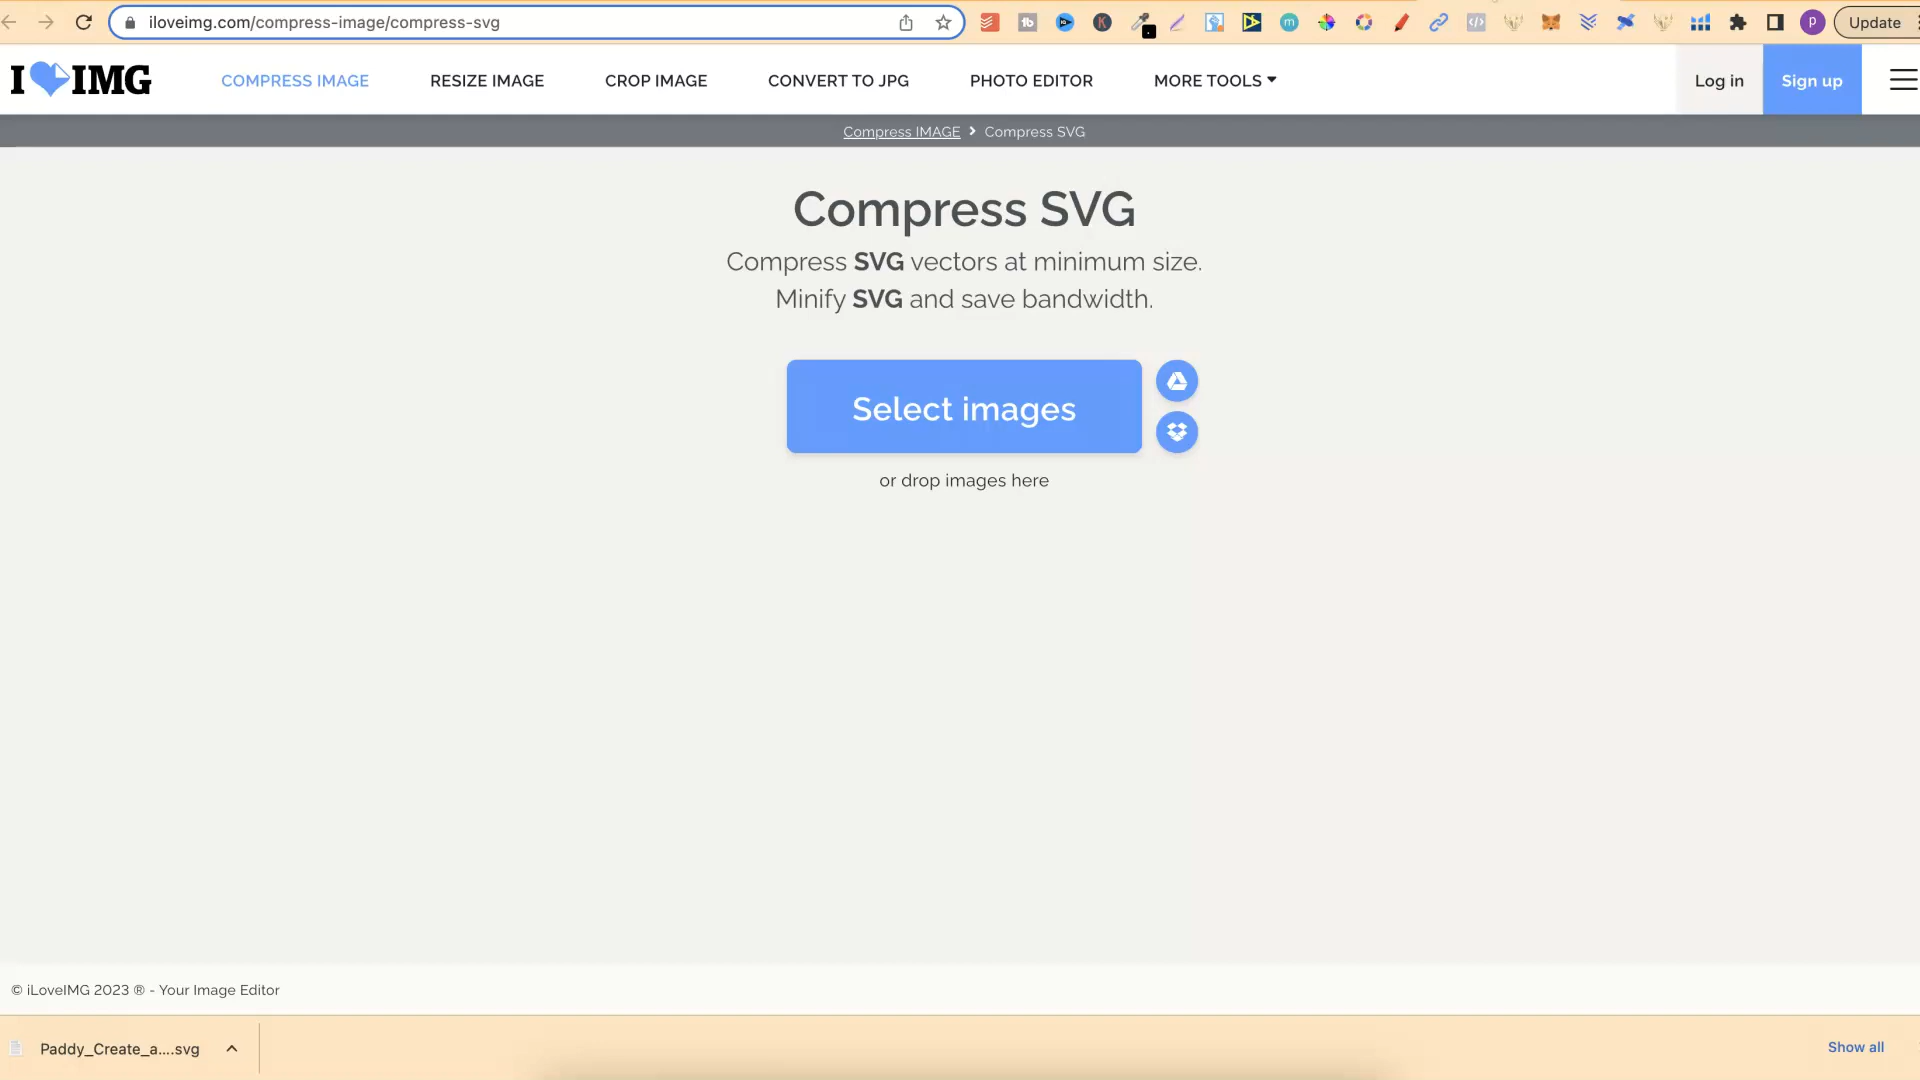 iloveimg.com/compress-image/compress-svg
Update
I IMG
COMPRESS IMAGE
RESIZE IMAGE
CROP IMAGE
CONVERT TO JPG
PHOTO EDITOR
MORE TOOLS
Log in
Sign up
Compress IMAGE
Compress SVG
Compress SVG
Compress SVG vectors at minimum size.
Minify SVG and save bandwidth.
Select images
or drop images here
© iLoveIMG 2023 ® - Your Image Editor
Paddy_Create_a....svg
Show all